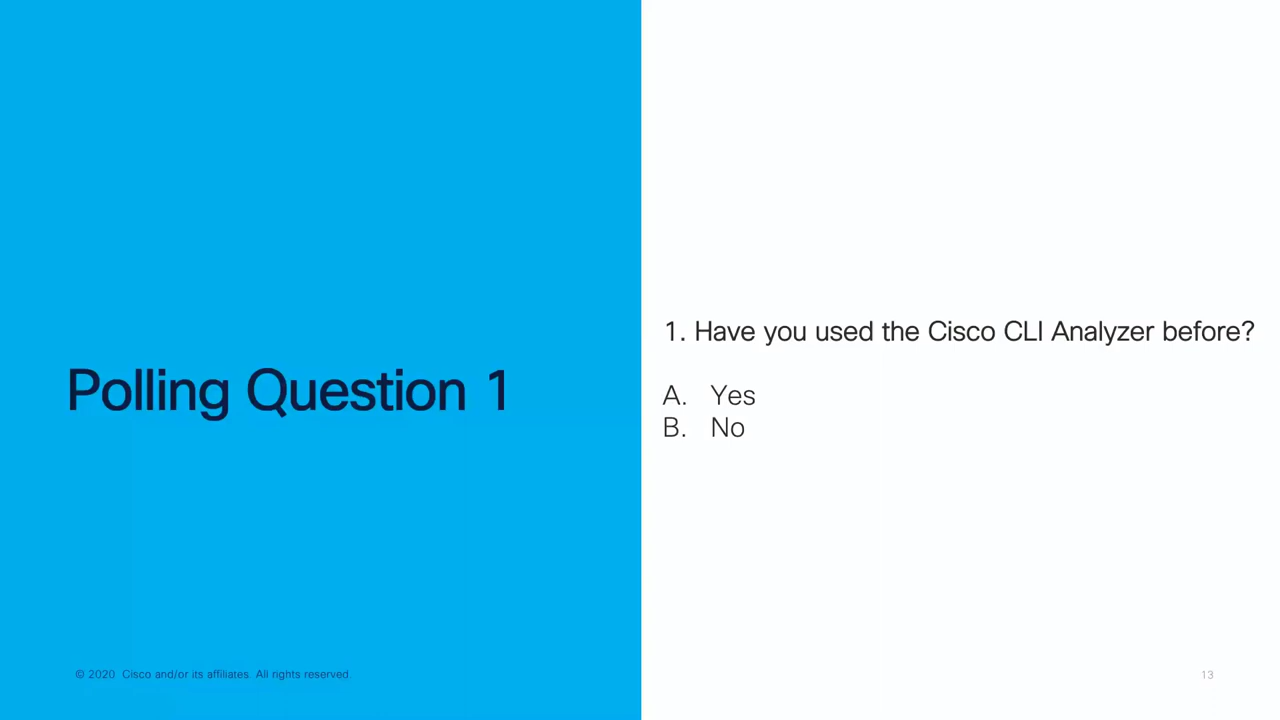 Polling Question 1
1. Have you used the Cisco CLI Analyzer before?
A. Yes
B. No
© 2020 Cisco and/or its affiliates. All rights reserved.
13